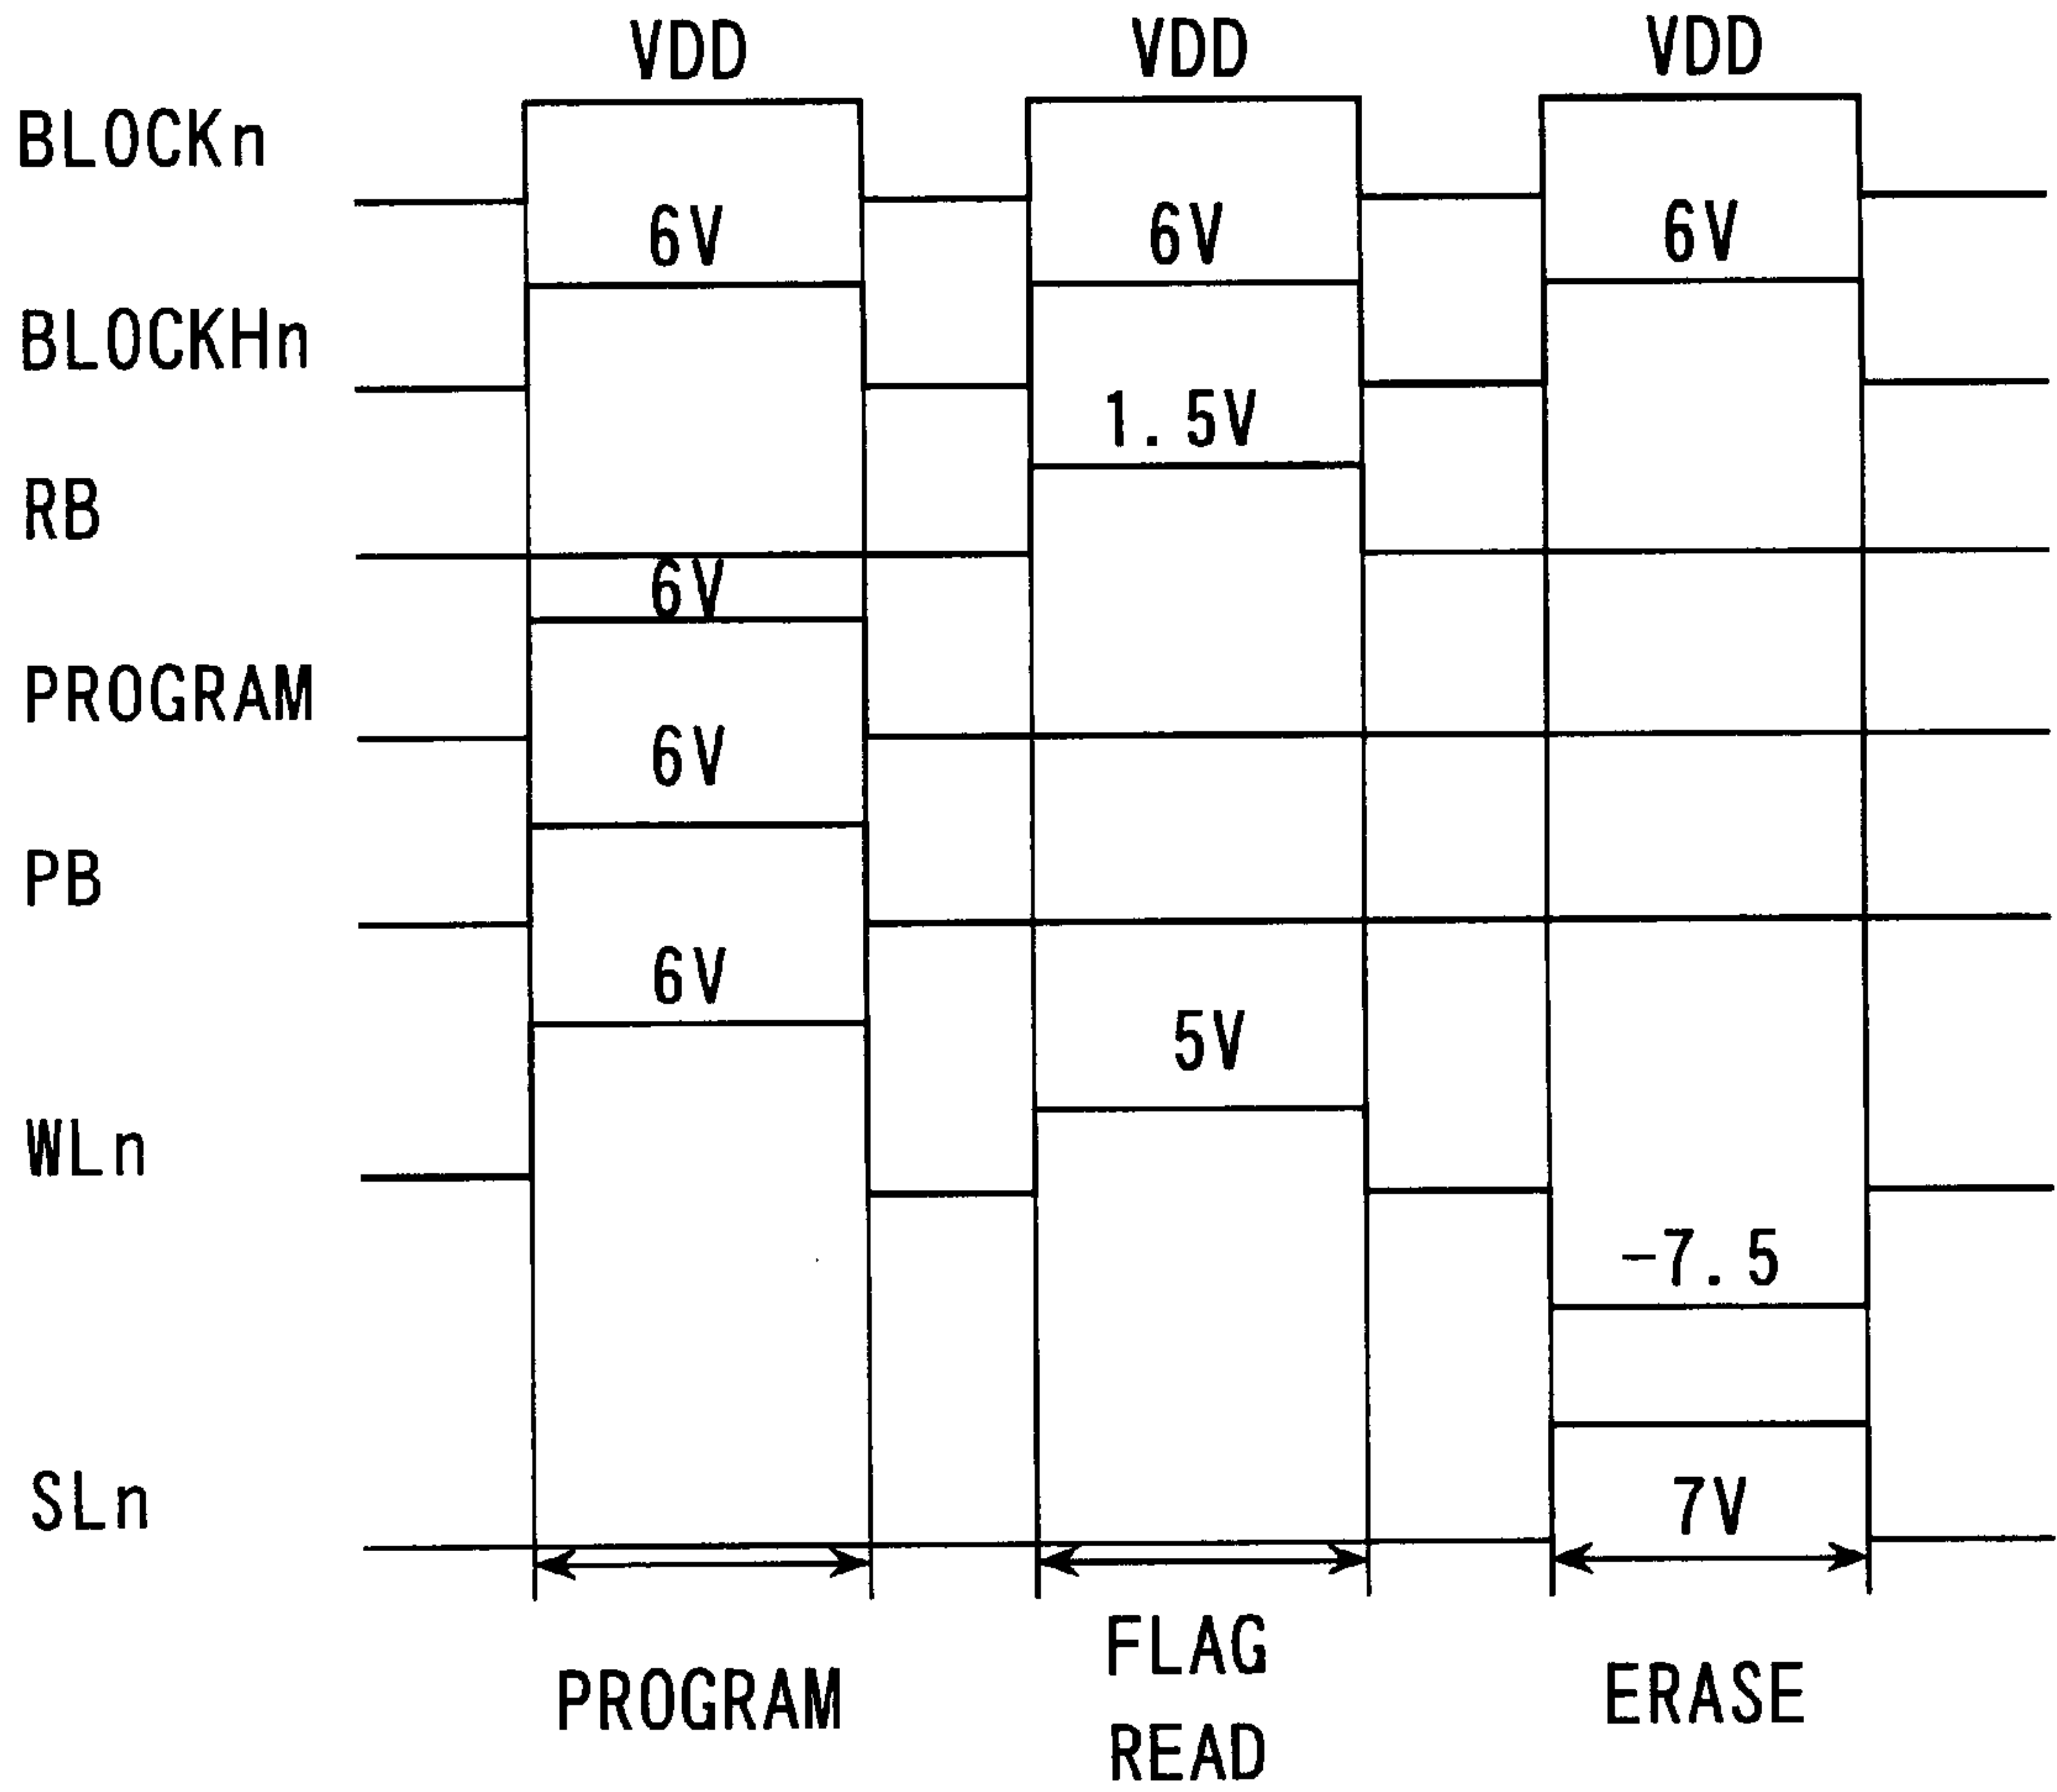 VDD VDD VDD
BLOCKn
6V 6V 6V
BLOCKHn
1.5V
RB
6V
PROGRAM
6V
PB
6V
5V
WLn
-7.5
SLn
7V
PROGRAM
FLAG
READ
ERASE